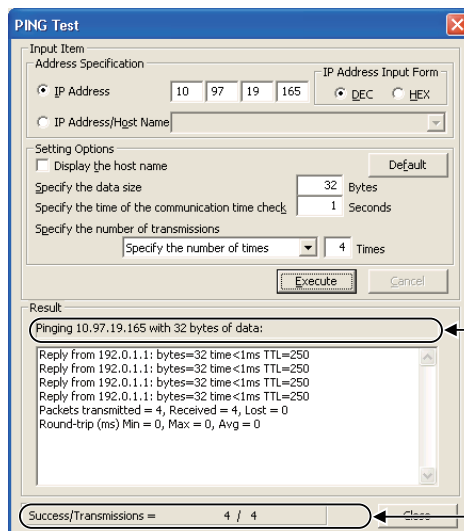 PING Test
Input Item
Address Specification
IP Address 10 97 19 165
IP Address Input Form
DEC HEX
IP Address/Host Name
Setting Options
Display the host name
Default
Specify the data size 32 Bytes
Specify the time of the communication time check 1 Seconds
Specify the number of transmissions
Specify the number of times 4 Times
Execute Cancel
Result
Pinging 10.97.19.165 with 32 bytes of data:
Reply from 192.0.1.1: bytes=32 time<1ms TTL=250
Reply from 192.0.1.1: bytes=32 time<1ms TTL=250
Reply from 192.0.1.1: bytes=32 time<1ms TTL=250
Reply from 192.0.1.1: bytes=32 time<1ms TTL=250
Packets transmitted = 4, Received = 4, Lost = 0
Round-trip (ms) Min = 0, Max = 0, Avg = 0
Success/Transmissions = 4 / 4 Close